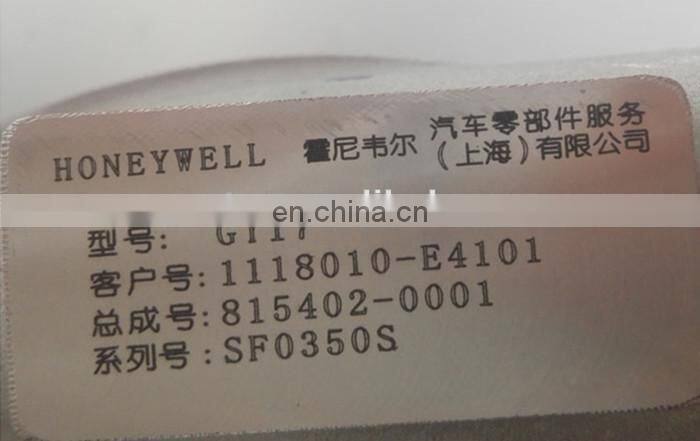 HONEYWELL 霍尼韦尔 汽车零部件服务
(上海)有限公司
en.china.cn
型号:
客户号:1118010-E4101
总成号:815402-0001
系列号:SF0350S